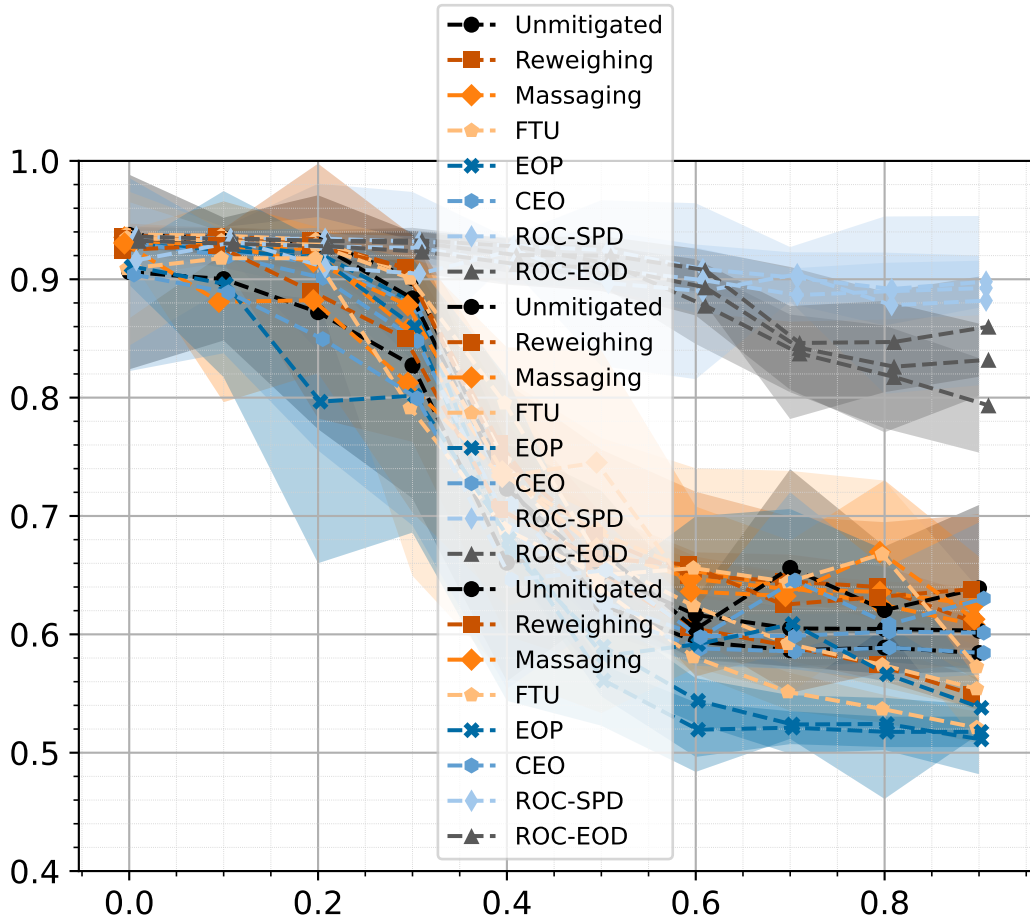 Unmitigated
Reweighing
Massaging
FTU
EOP
CEO
ROC-SPD
ROC-EOD
Unmitigated
Reweighing
Massaging
FTU
EOP
CEO
ROC-SPD
ROC-EOD
Unmitigated
Reweighing
Massaging
FTU
EOP
CEO
ROC-SPD
ROC-EOD
1.0
0.9
0.8
0.7
0.6
0.5
0.4
0.0 0.2 0.4 0.6 0.8